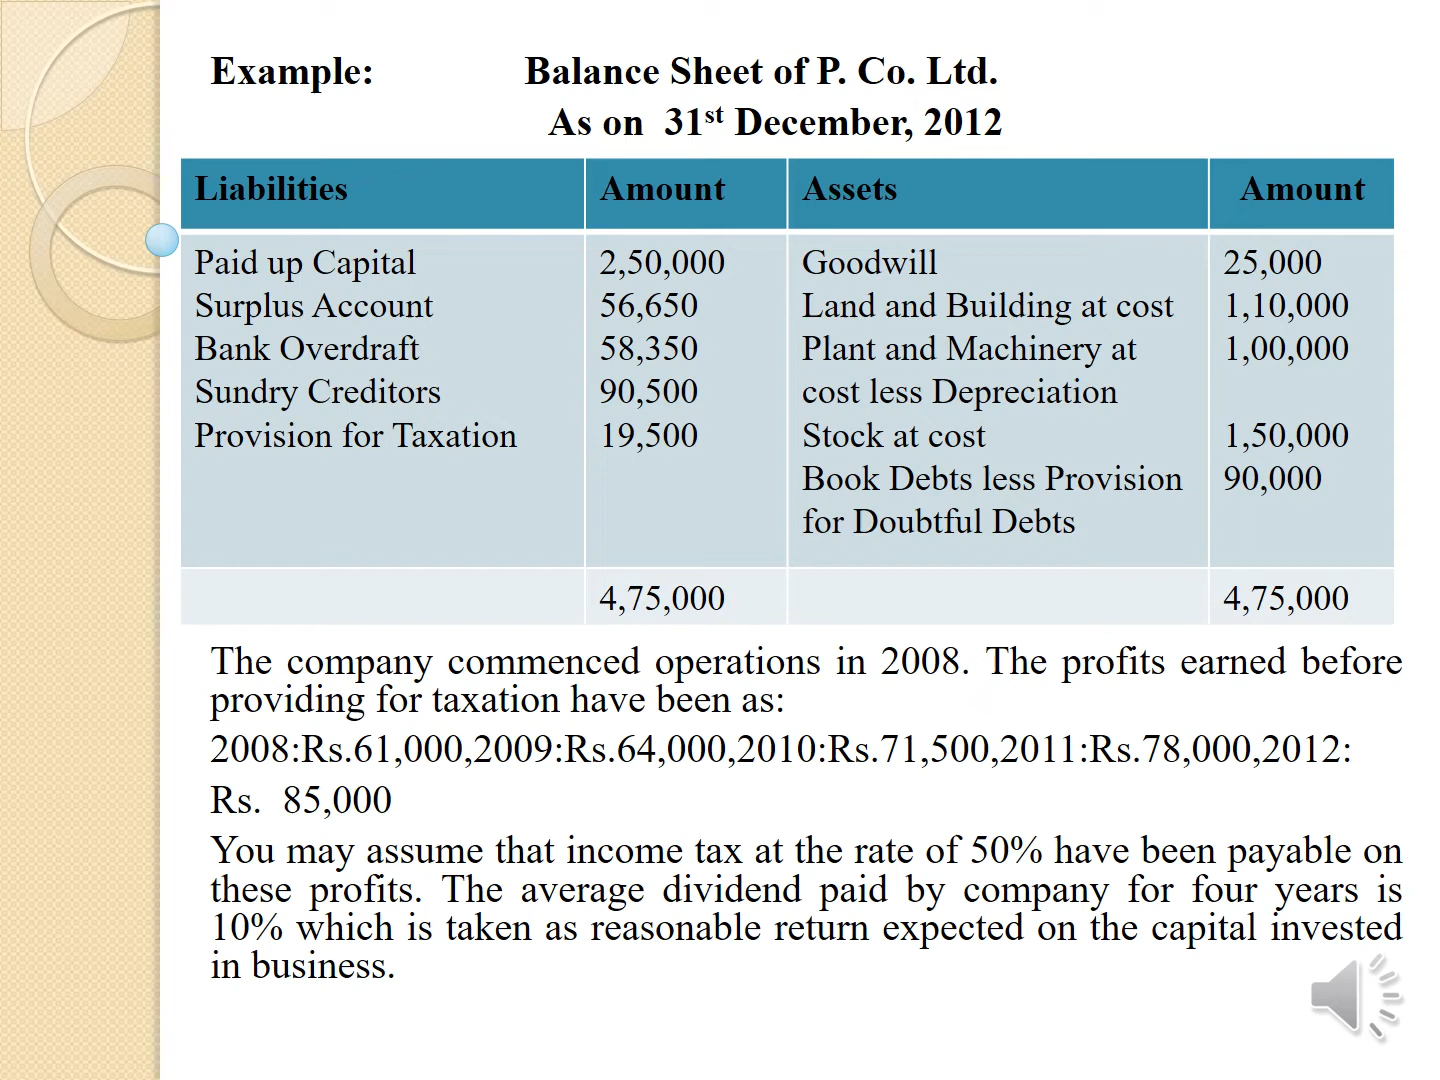 Example: Balance Sheet of P. Co. Ltd.
As on 31st December, 2012
Liabilities Amount Assets Amount
Paid up Capital 2,50,000 Goodwill 25,000
Surplus Account 56,650 Land and Building at cost 1,10,000
Bank Overdraft 58,350 Plant and Machinery at 1,00,000
Sundry Creditors 90,500 cost less Depreciation
Provision for Taxation 19,500 Stock at cost 1,50,000
Book Debts less Provision 90,000
for Doubtful Debts
4,75,000 4,75,000
The company commenced operations in 2008. The profits earned before
providing for taxation have been as:
2008:Rs.61,000,2009:Rs.64,000,2010:Rs.71,500,2011:Rs.78,000,2012:
Rs. 85,000
You may assume that income tax at the rate of 50% have been payable on
these profits. The average dividend paid by company for four years is
10% which is taken as reasonable return expected on the capital invested
in business.